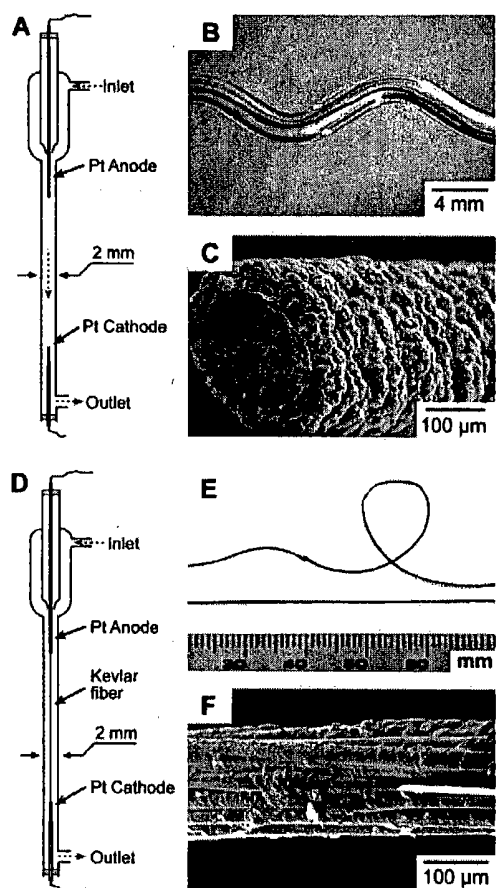 A
Inlet
Pt Anode
2 mm
Pt Cathode
Outlet
B
4 mm
C
100 µm
D
Inlet
Pt Anode
Kevlar
fiber
2 mm
Pt Cathode
Outlet
E
mm
F
100 µm